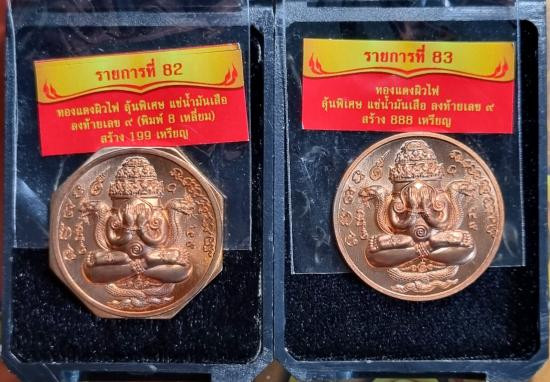 รายการที่ 82
ทองแดงผิวไฟ ลุ้นพิเศษ แช่น้ำมันเสือ
ลงท้ายเลข ๙ (พิมพ์ 8 เหลี่ยม)
สร้าง 199 เหรียญ
รายการที่ 83
ทองแดงผิวไฟ
ลุ้นพิเศษ แช่น้ำมันเสือ ลงท้ายเลข ๙
สร้าง 888 เหรียญ